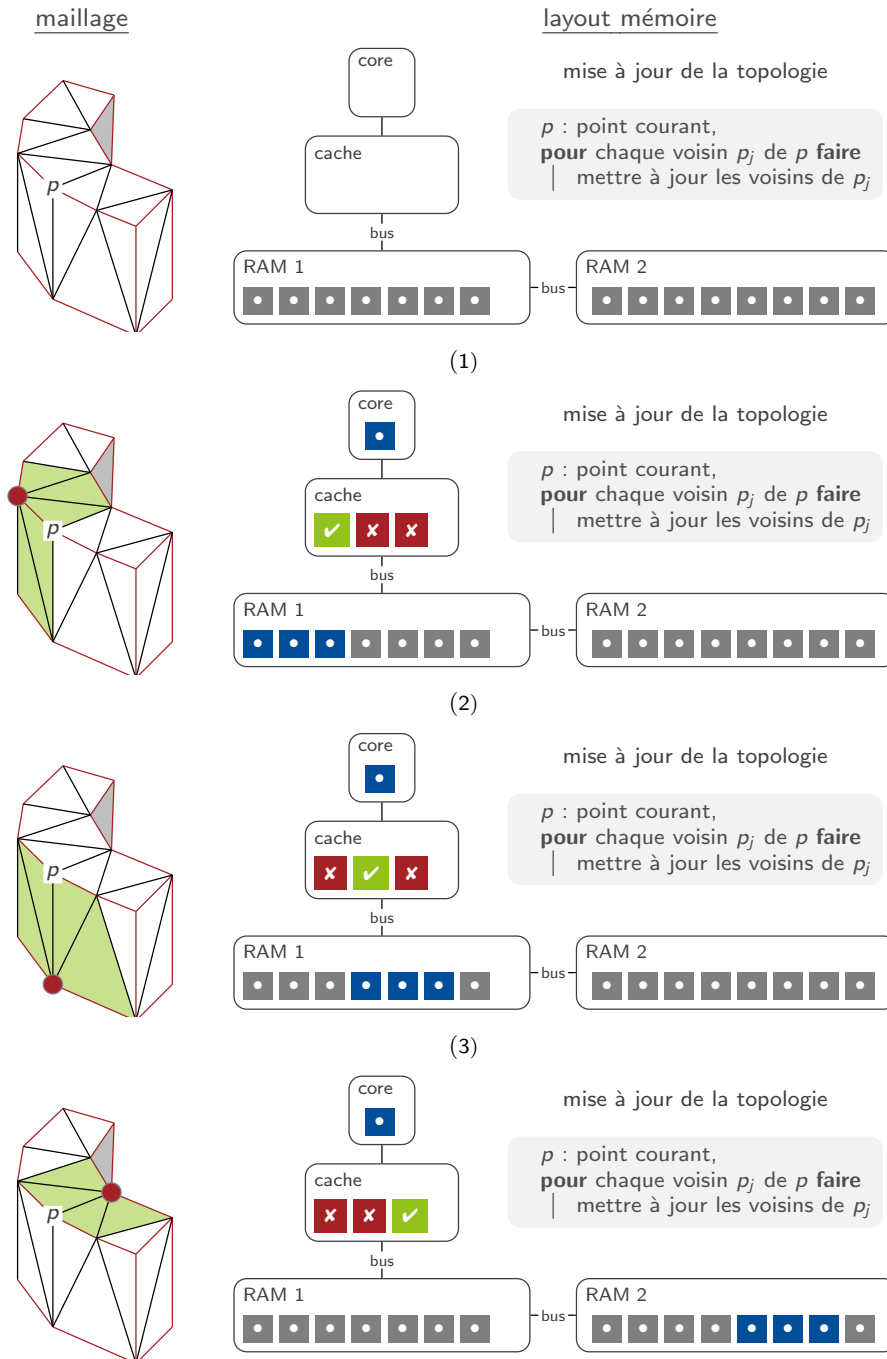 maillage
layout mémoire
core
mise à jour de la topologie
cache
p : point courant,
pour chaque voisin pj de p faire
mettre à jour les voisins de pj
p
bus
RAM 1
bus
RAM 2
(1)
core
mise à jour de la topologie
cache
p : point courant,
pour chaque voisin pj de p faire
mettre à jour les voisins de pj
✔ ✘ ✘
p
bus
RAM 1
bus
RAM 2
(2)
core
mise à jour de la topologie
cache
p : point courant,
pour chaque voisin pj de p faire
mettre à jour les voisins de pj
✘ ✔ ✘
p
bus
RAM 1
bus
RAM 2
(3)
core
mise à jour de la topologie
cache
p : point courant,
pour chaque voisin pj de p faire
mettre à jour les voisins de pj
✘ ✘ ✔
p
bus
RAM 1
bus
RAM 2